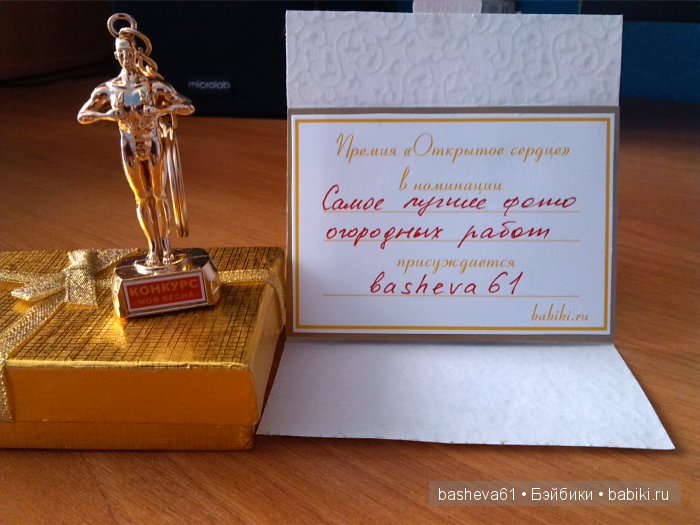 microlab
КОНКУРС
МОЯ ВЕСНА
Премия «Открытое сердце»
в номинации
Самое лучшее фото
огородных работ
присуждается
basheva61
babiki.ru
basheva61 • Бэйбики • babiki.ru